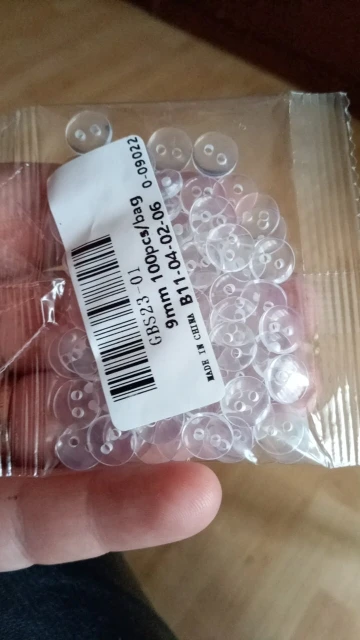 0-09022
9mm 100pcs/bag
GBS23 01
B11-04-02-06
MADE IN CHINA